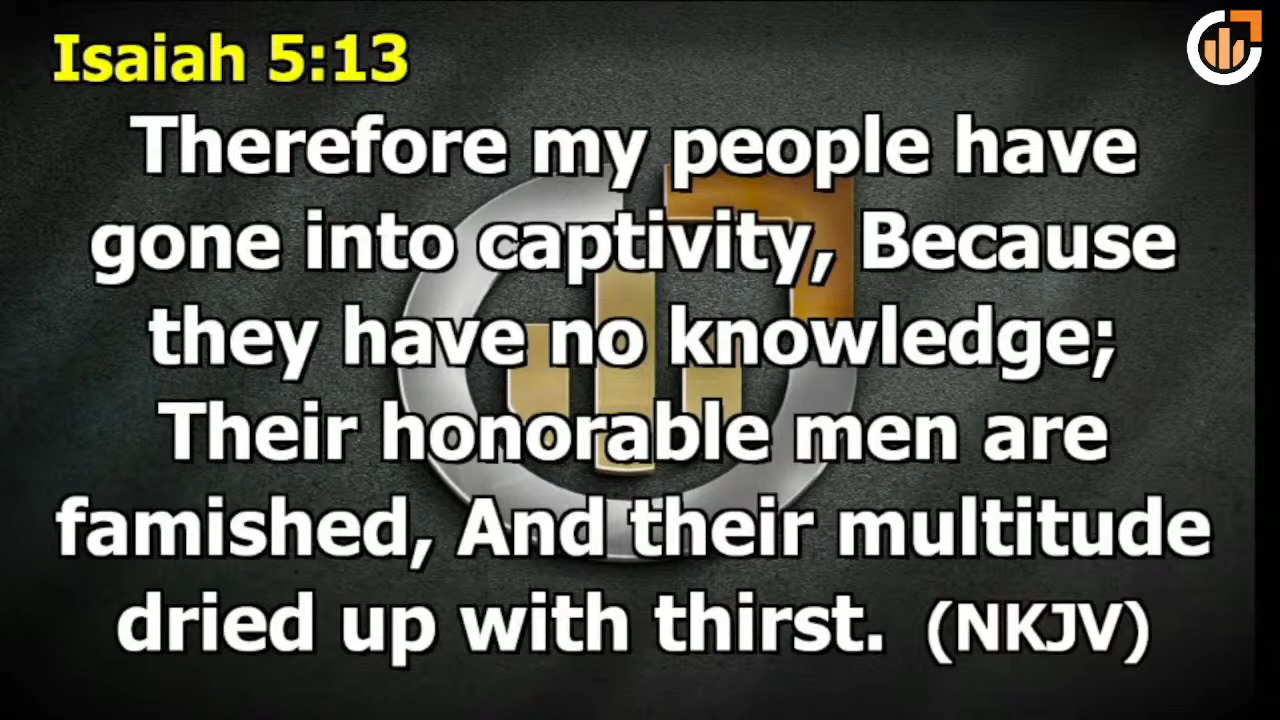 Isaiah 5:13
Therefore my people have
gone into captivity, Because
they have no knowledge;
Their honorable men are
famished, And their multitude
dried up with thirst. (NKJV)